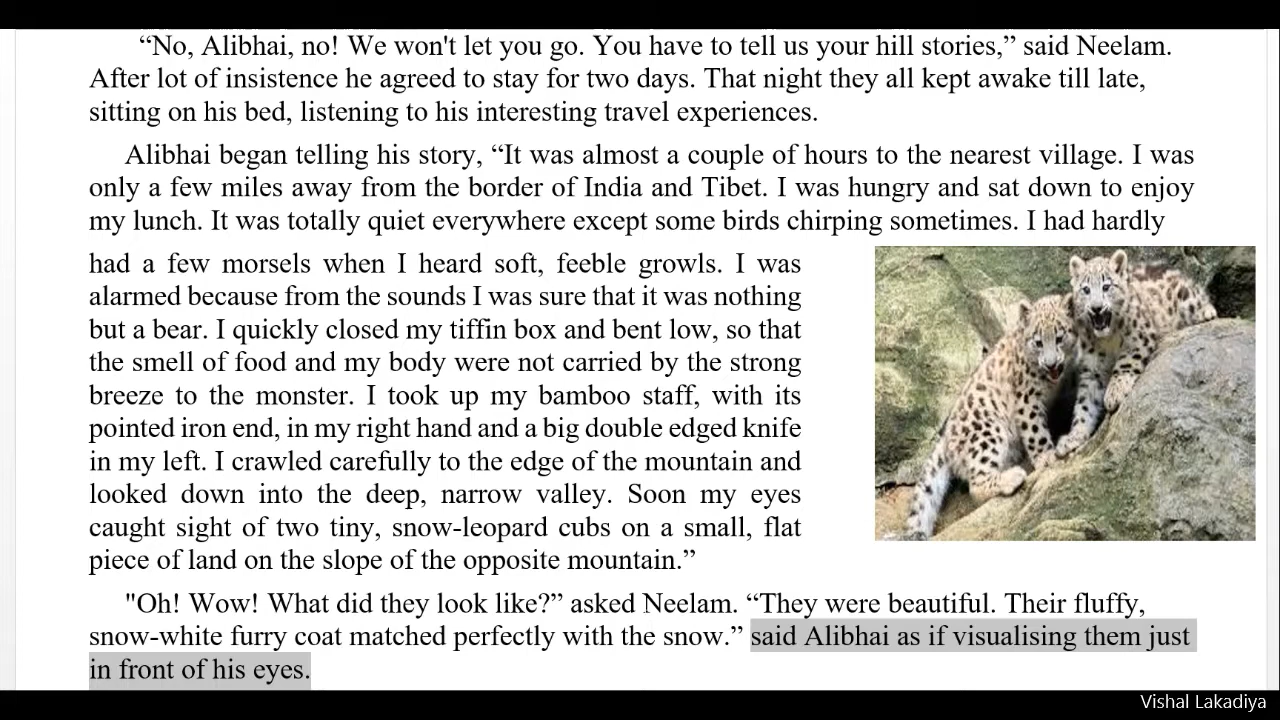 “No, Alibhai, no! We won't let you go. You have to tell us your hill stories,” said Neelam.
After lot of insistence he agreed to stay for two days. That night they all kept awake till late,
sitting on his bed, listening to his interesting travel experiences.
Alibhai began telling his story, “It was almost a couple of hours to the nearest village. I was
only a few miles away from the border of India and Tibet. I was hungry and sat down to enjoy
my lunch. It was totally quiet everywhere except some birds chirping sometimes. I had hardly
had a few morsels when I heard soft, feeble growls. I was
alarmed because from the sounds I was sure that it was nothing
but a bear. I quickly closed my tiffin box and bent low, so that
the smell of food and my body were not carried by the strong
breeze to the monster. I took up my bamboo staff, with its
pointed iron end, in my right hand and a big double edged knife
in my left. I crawled carefully to the edge of the mountain and
looked down into the deep, narrow valley. Soon my eyes
caught sight of two tiny, snow-leopard cubs on a small, flat
piece of land on the slope of the opposite mountain.”
"Oh! Wow! What did they look like?” asked Neelam. “They were beautiful. Their fluffy,
snow-white furry coat matched perfectly with the snow.” said Alibhai as if visualising them just
in front of his eyes.
Vishal Lakadiya